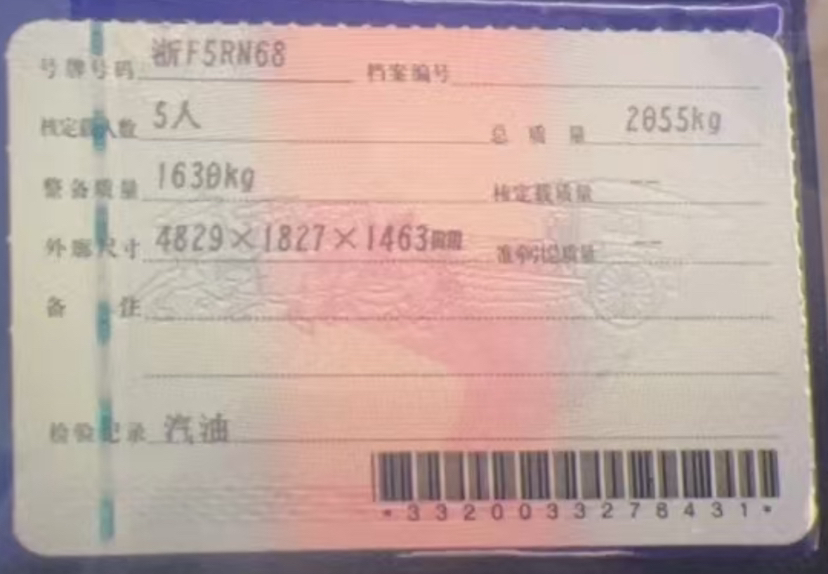 号牌号码 浙F5RN68 档案编号
核定载人数 5人 总质量 2055kg
整备质量 1630kg 核定载质量 --
外廓尺寸 4829×1827×1463mm 准牵引总质量 --
备注
检验记录 汽油
*3320033278431*